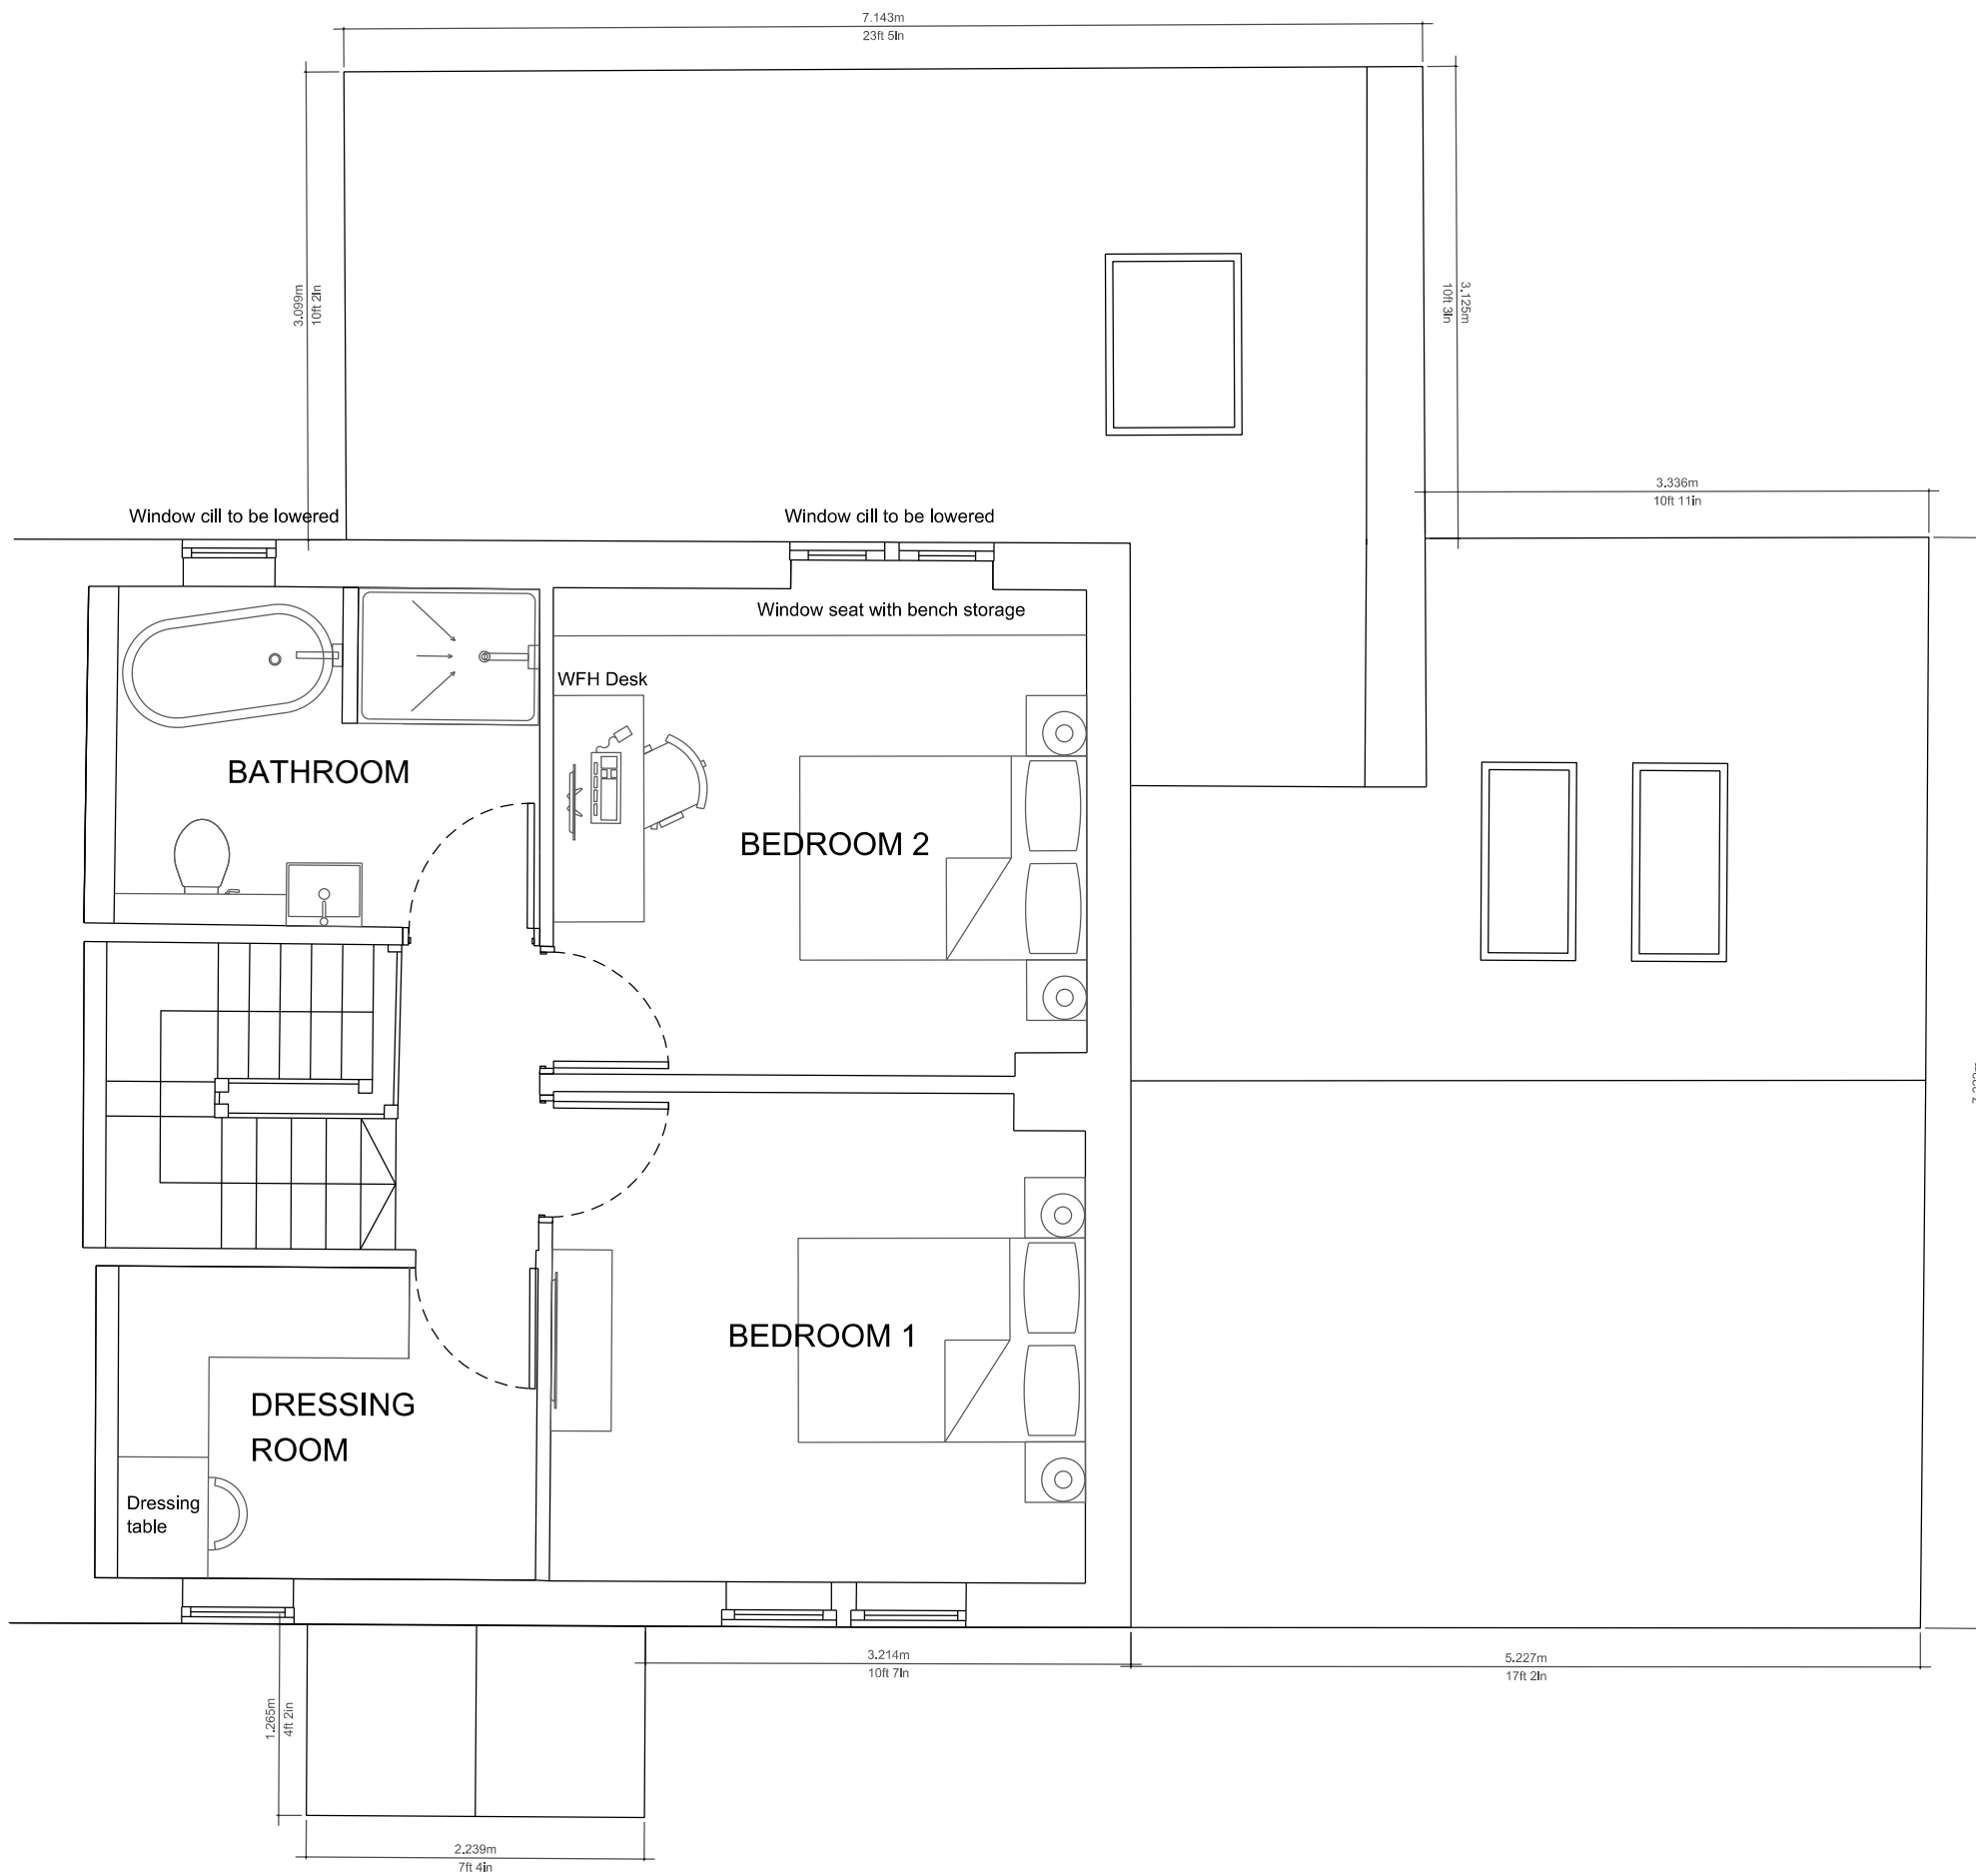 7.143m
23ft 5in
3.099m
10ft 2in
3.125m
10ft 3in
3.336m
10ft 11in
Window cill to be lowered
Window cill to be lowered
Window seat with bench storage
WFH Desk
BATHROOM
BEDROOM 2
BEDROOM 1
DRESSING
ROOM
Dressing
table
3.214m
10ft 7in
5.227m
17ft 2in
1.265m
4ft 2in
2.239m
7ft 4in